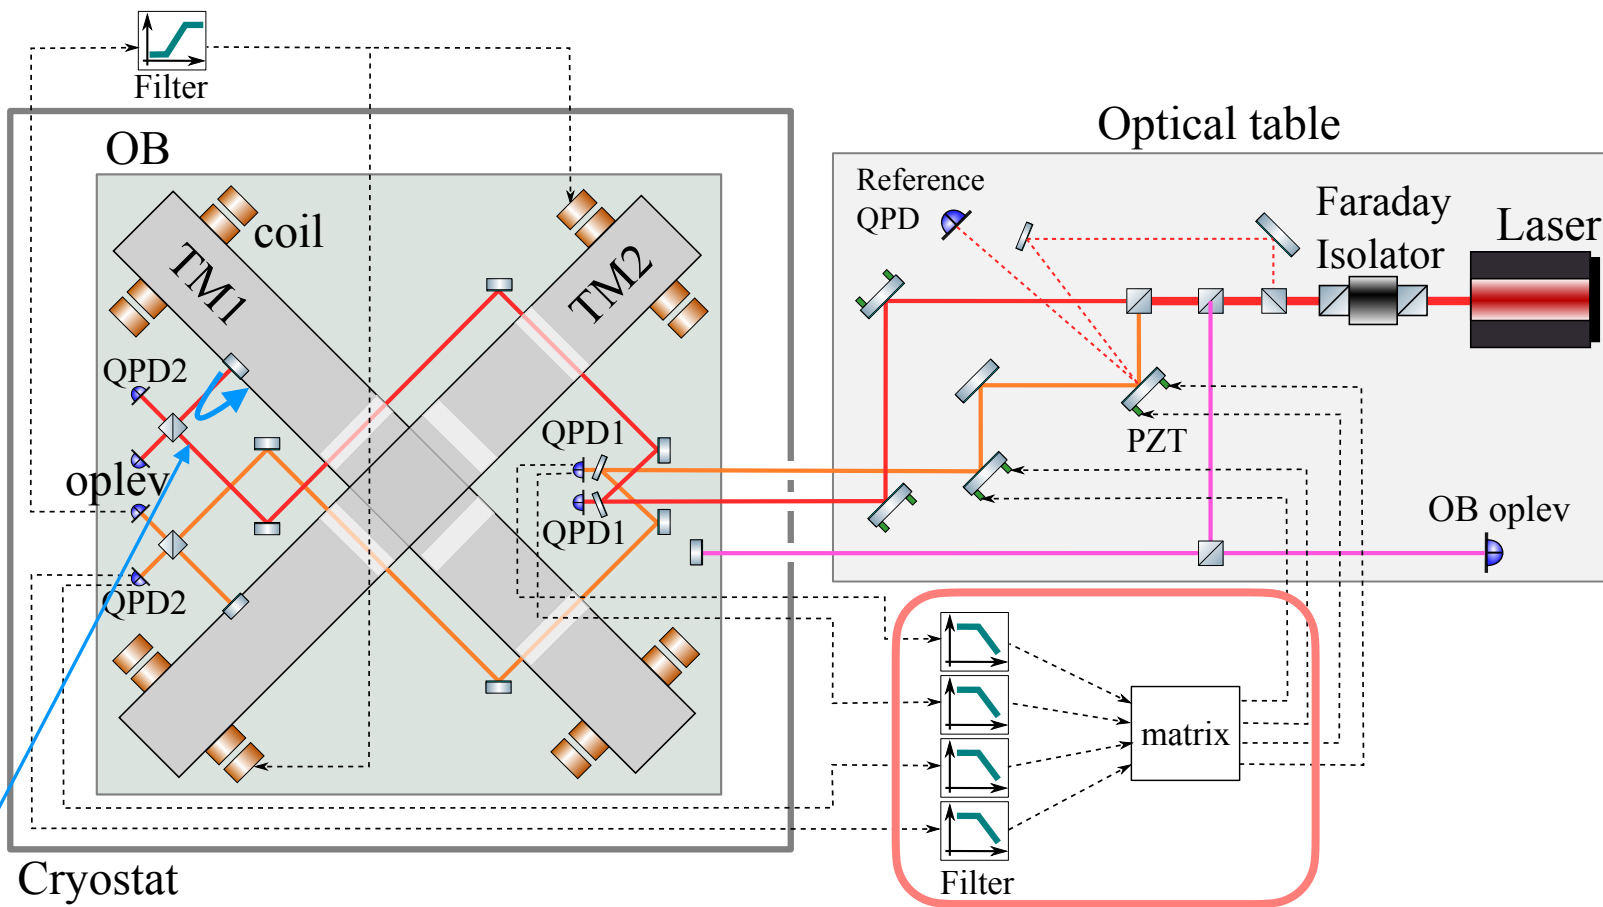 Filter
OB
coil
TM1
TM2
QPD2
oplev
QPD2
QPD1
QPD1
Cryostat
Optical table
Reference
QPD
Faraday
Isolator
Laser
PZT
OB oplev
matrix
Filter